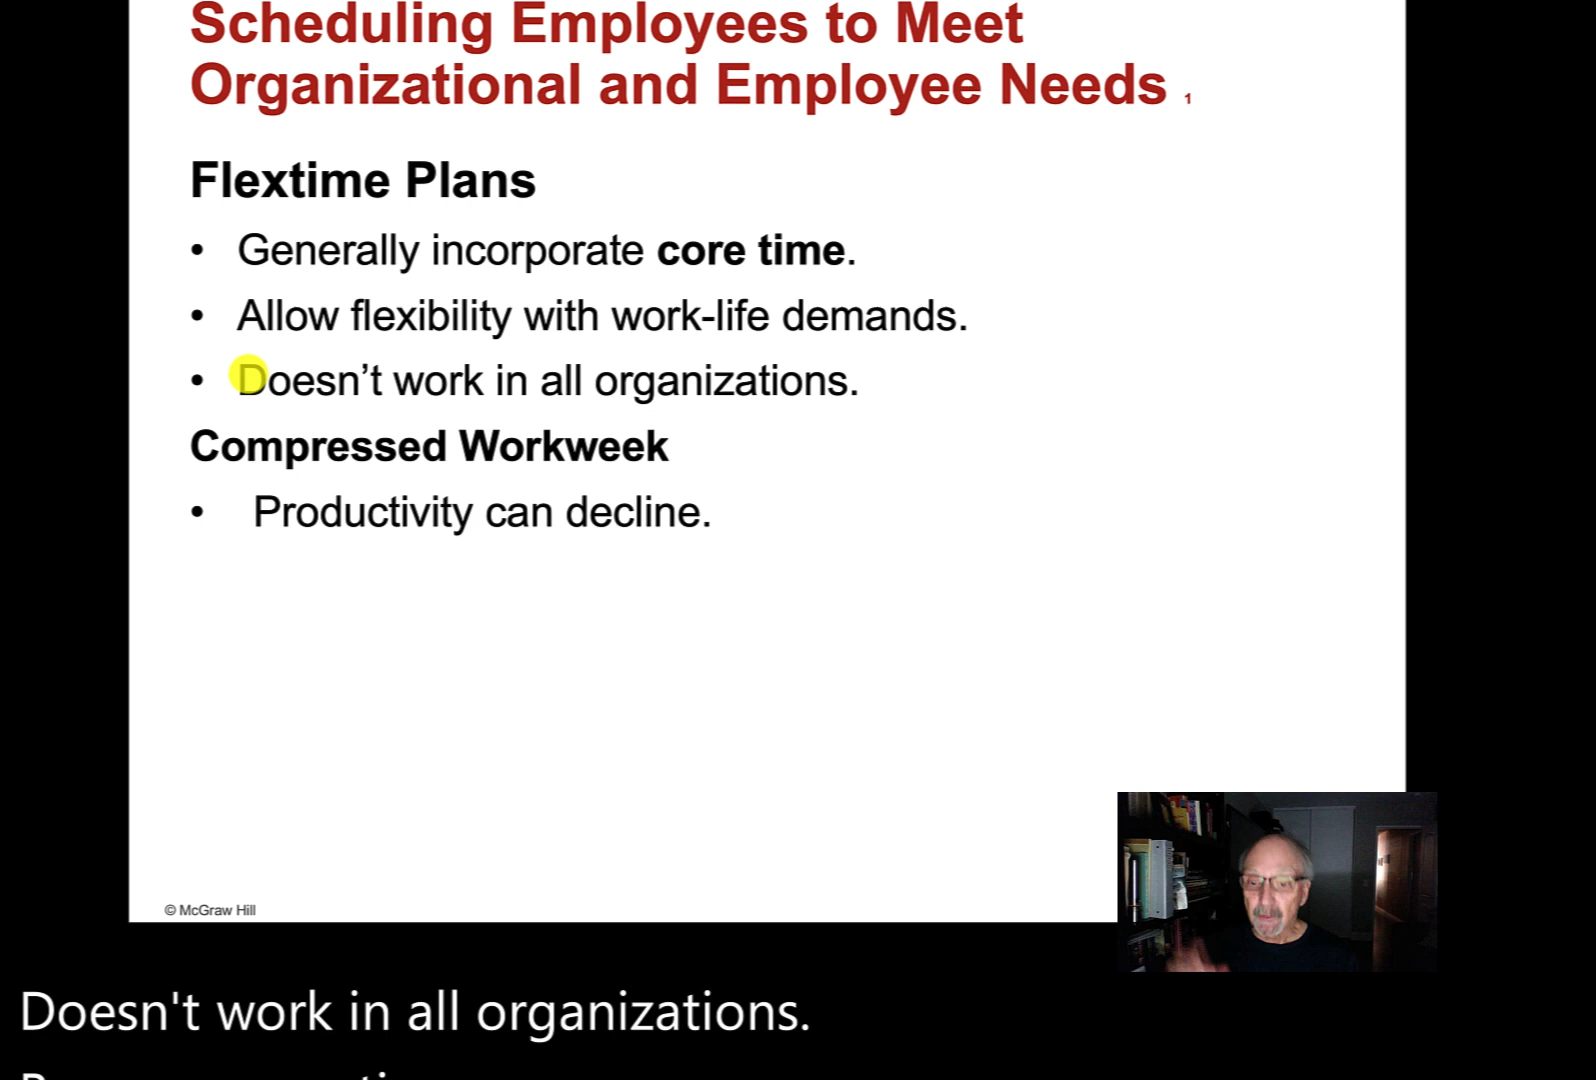 Scheduling Employees to Meet
Organizational and Employee Needs 1
Flextime Plans
• Generally incorporate core time.
• Allow flexibility with work-life demands.
• Doesn’t work in all organizations.
Compressed Workweek
• Productivity can decline.
© McGraw Hill
Doesn't work in all organizations.